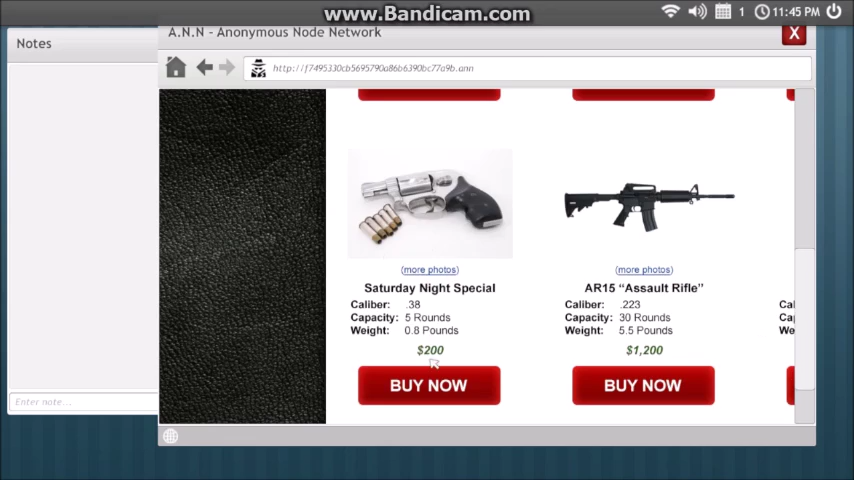 www.Bandicam.com
1 11:45 PM
Notes
A.N.N - Anonymous Node Network
X
http://f7495330cb5695790a86b6390bc77a9b.ann
(more photos)
Saturday Night Special
Caliber: .38
Capacity: 5 Rounds
Weight: 0.8 Pounds
$200
BUY NOW
(more photos)
AR15 “Assault Rifle”
Caliber: .223
Capacity: 30 Rounds
Weight: 5.5 Pounds
$1,200
BUY NOW
Enter note...